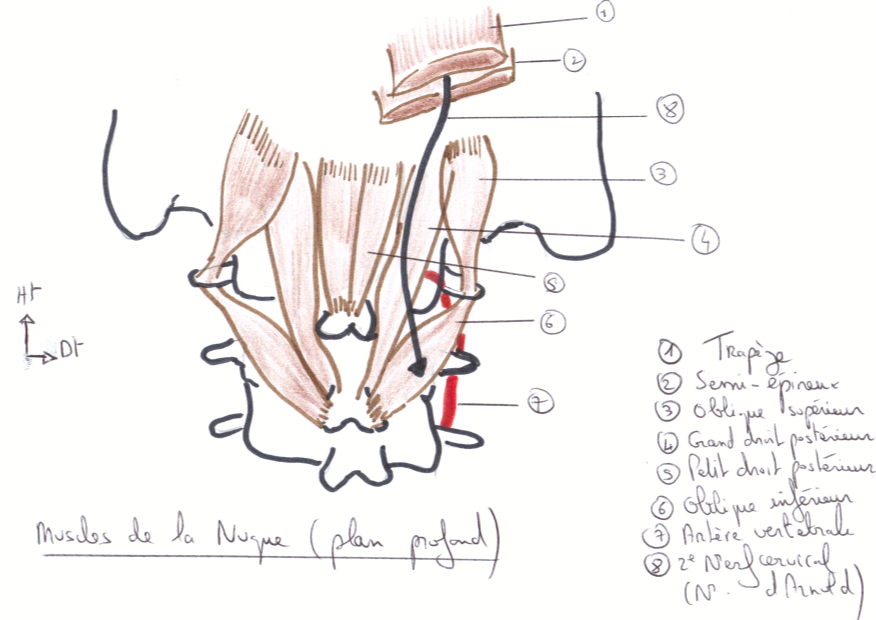 ①
②
⑧
③
④
⑤
⑥
⑦
Ht
Dt
① Trapèze
② Semi-épineux
③ Oblique supérieur
④ Grand droit postérieur
⑤ Petit droit postérieur
⑥ Oblique inférieur
⑦ Artère vertébrale
⑧ 2e Nerf cervical
(N. d'Arnold)
Muscles de la Nuque (plan profond)